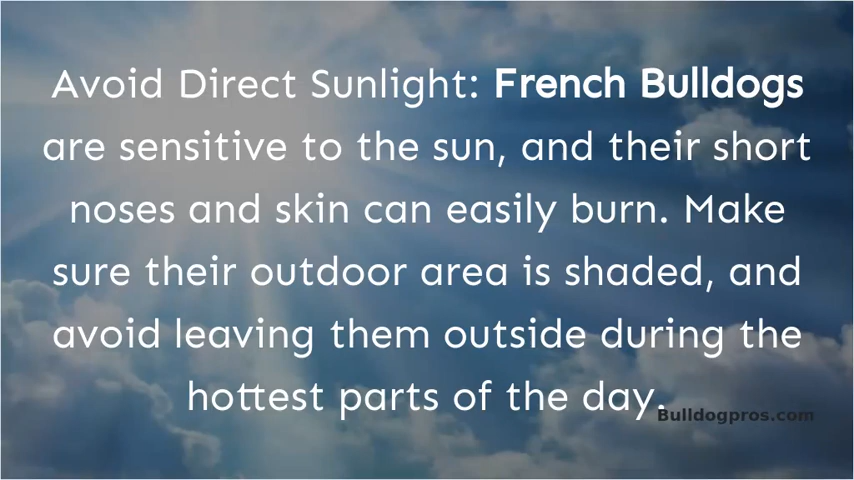 Avoid Direct Sunlight: French Bulldogs
are sensitive to the sun, and their short
noses and skin can easily burn. Make
sure their outdoor area is shaded, and
avoid leaving them outside during the
hottest parts of the day.
Bulldogpros.com